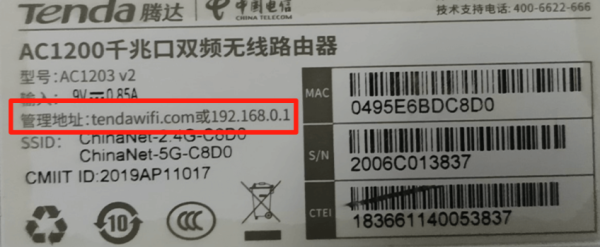 Tenda 腾达 中国电信 CHINA TELECOM 技术支持电话: 400-6622-666
AC1200千兆口双频无线路由器
型号: AC1203 v2
输入: 9V⎓0.85A
管理地址: tendawifi.com或192.168.0.1
SSID: ChinaNet-2.4G-C8D0
ChinaNet-5G-C8D0
CMIIT ID: 2019AP11017
10
CCC
MAC
0495E6BDC8D0
S/N
2006C013837
CTEI
183661140053837